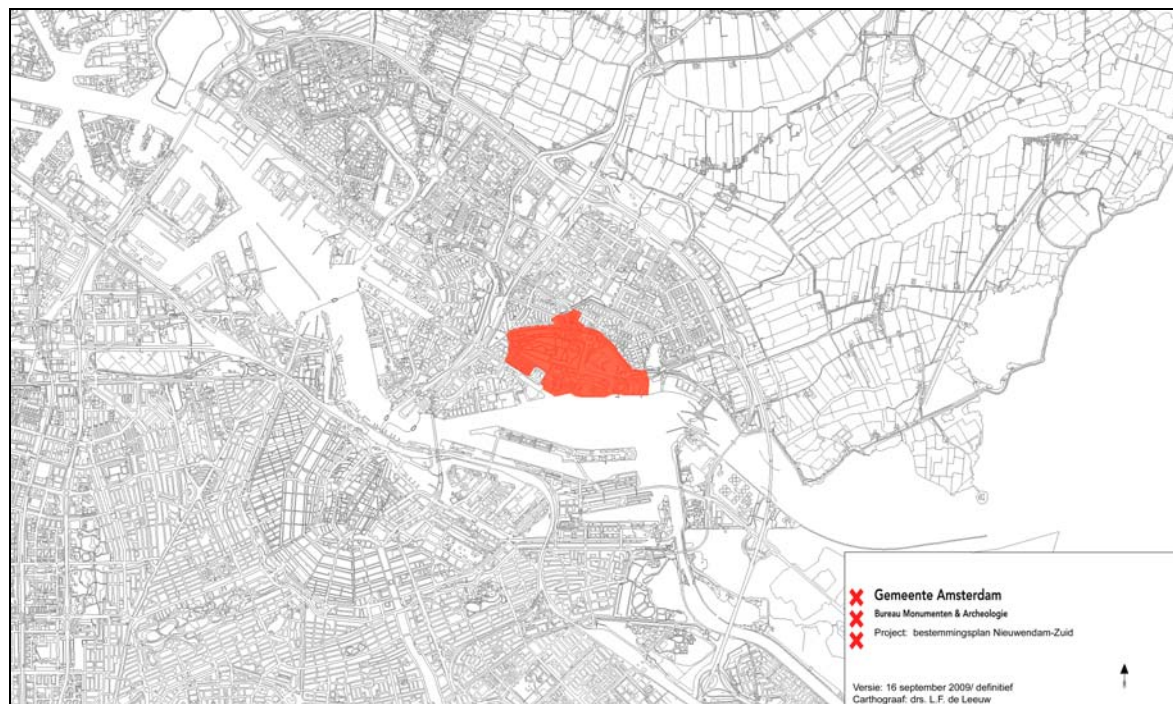 Gemeente Amsterdam
Bureau Monumenten & Archeologie
Project: bestemmingsplan Nieuwendam-Zuid
Versie: 16 september 2009/ definitief
Carthograaf: drs. L.F. de Leeuw